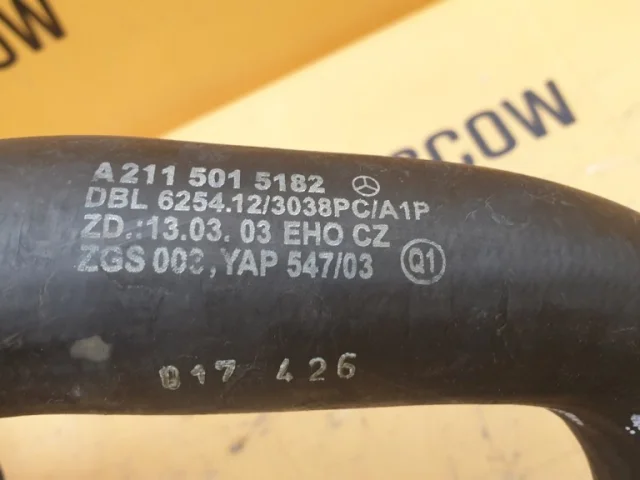 A 211 501 5182
DBL 6254.12/3038PC/A1P
ZD.:13.03. 03 EHO CZ
ZGS 003, YAP 547/03 Q1
017 426